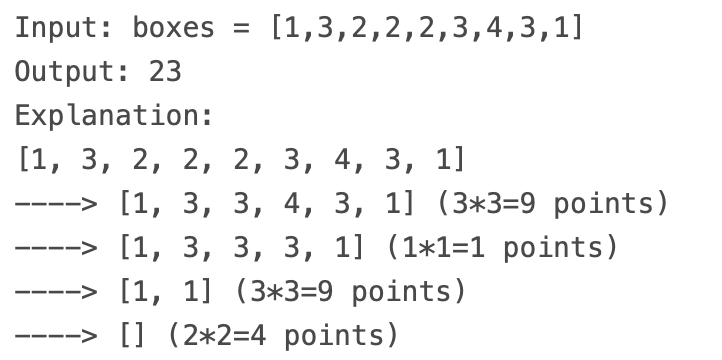 Input: boxes = [1,3,2,2,2,3,4,3,1]
Output: 23
Explanation:
[1, 3, 2, 2, 2, 3, 4, 3, 1]
----> [1, 3, 3, 4, 3, 1] (3*3=9 points)
----> [1, 3, 3, 3, 1] (1*1=1 points)
----> [1, 1] (3*3=9 points)
----> [] (2*2=4 points)